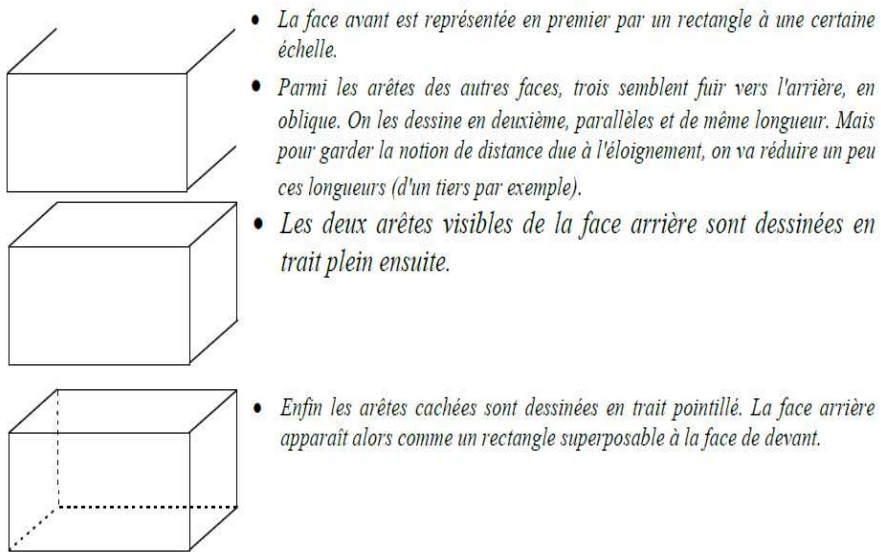 • La face avant est représentée en premier par un rectangle à une certaine
échelle.
• Parmi les arêtes des autres faces, trois semblent fuir vers l'arrière, en
oblique. On les dessine en deuxième, parallèles et de même longueur. Mais
pour garder la notion de distance due à l'éloignement, on va réduire un peu
ces longueurs (d'un tiers par exemple).
• Les deux arêtes visibles de la face arrière sont dessinées en
trait plein ensuite.
• Enfin les arêtes cachées sont dessinées en trait pointillé. La face arrière
apparaît alors comme un rectangle superposable à la face de devant.